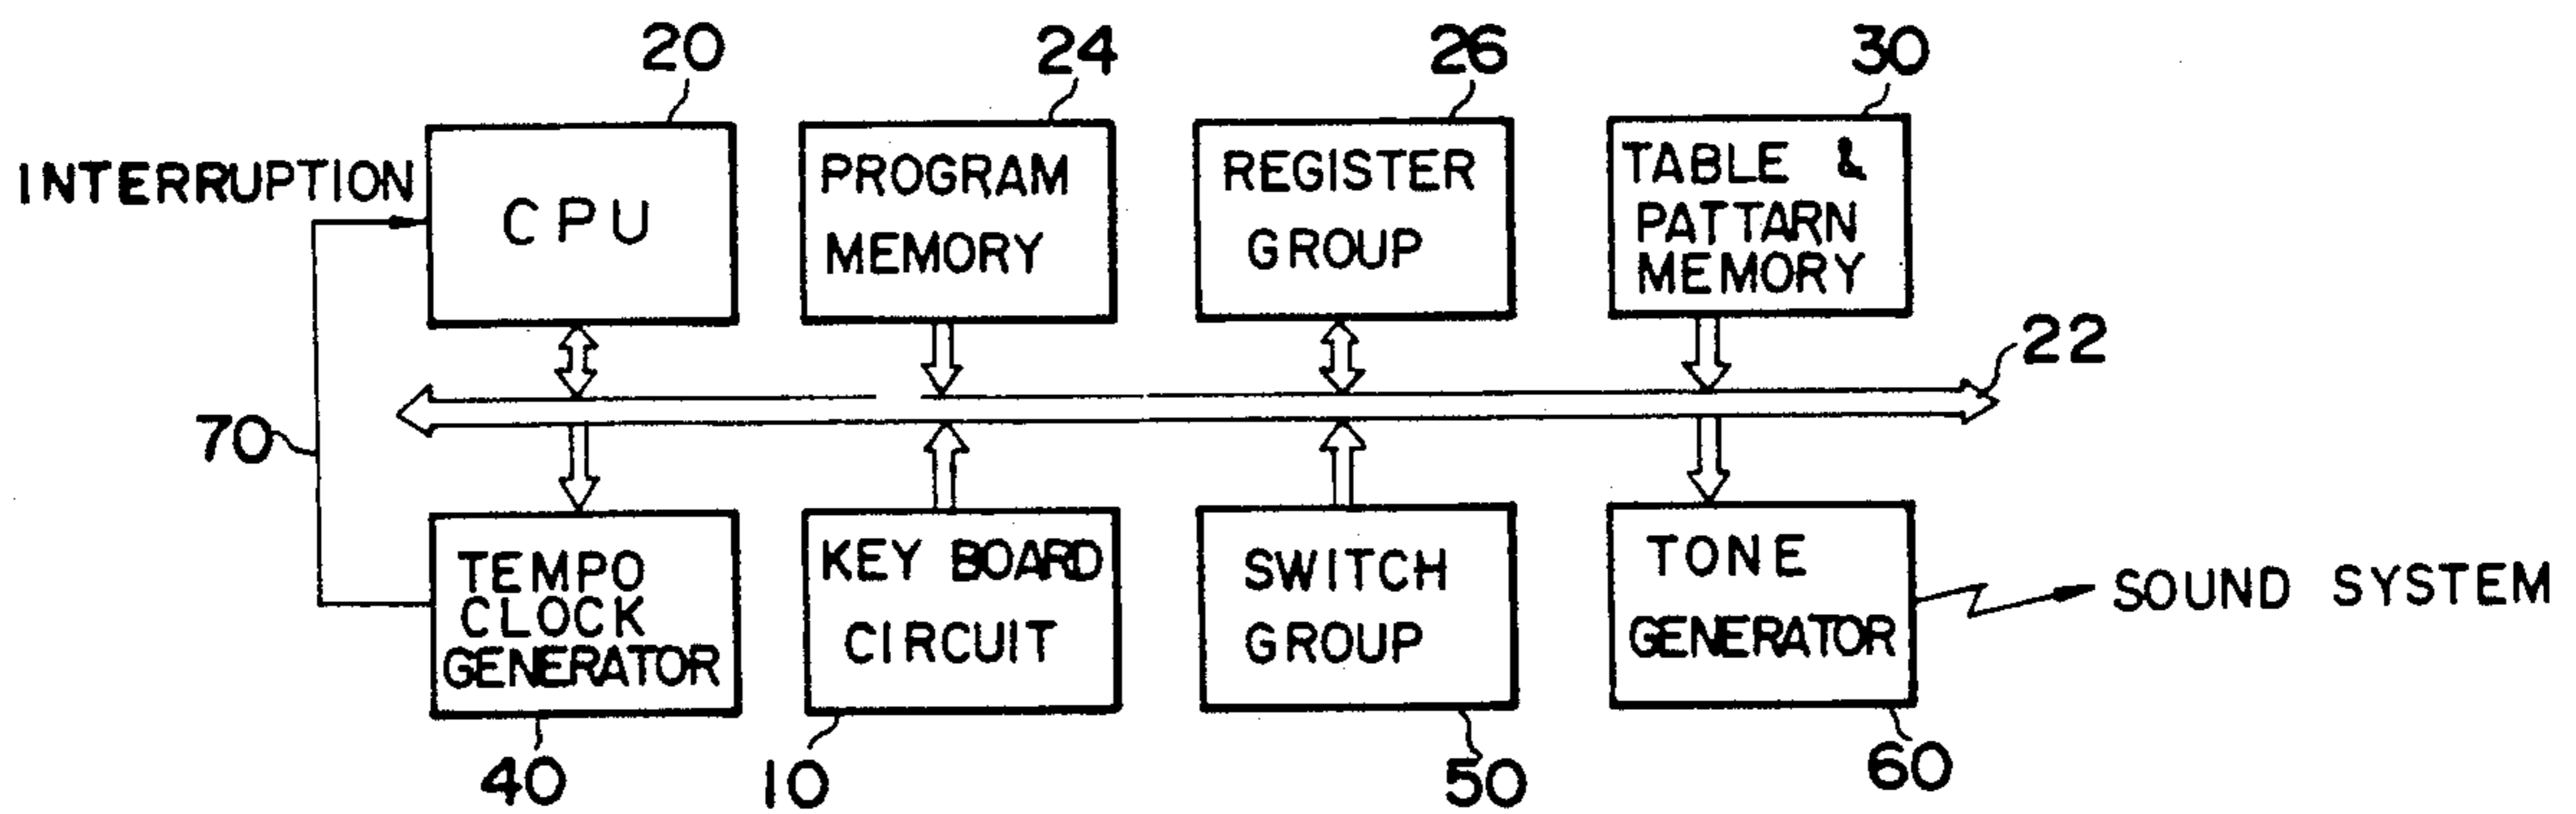 20
24
26
30
INTERRUPTION
CPU
PROGRAM
MEMORY
REGISTER
GROUP
TABLE &
PATTARN
MEMORY
22
70
TEMPO
CLOCK
GENERATOR
KEY BOARD
CIRCUIT
SWITCH
GROUP
TONE
GENERATOR
SOUND SYSTEM
40
10
50
60